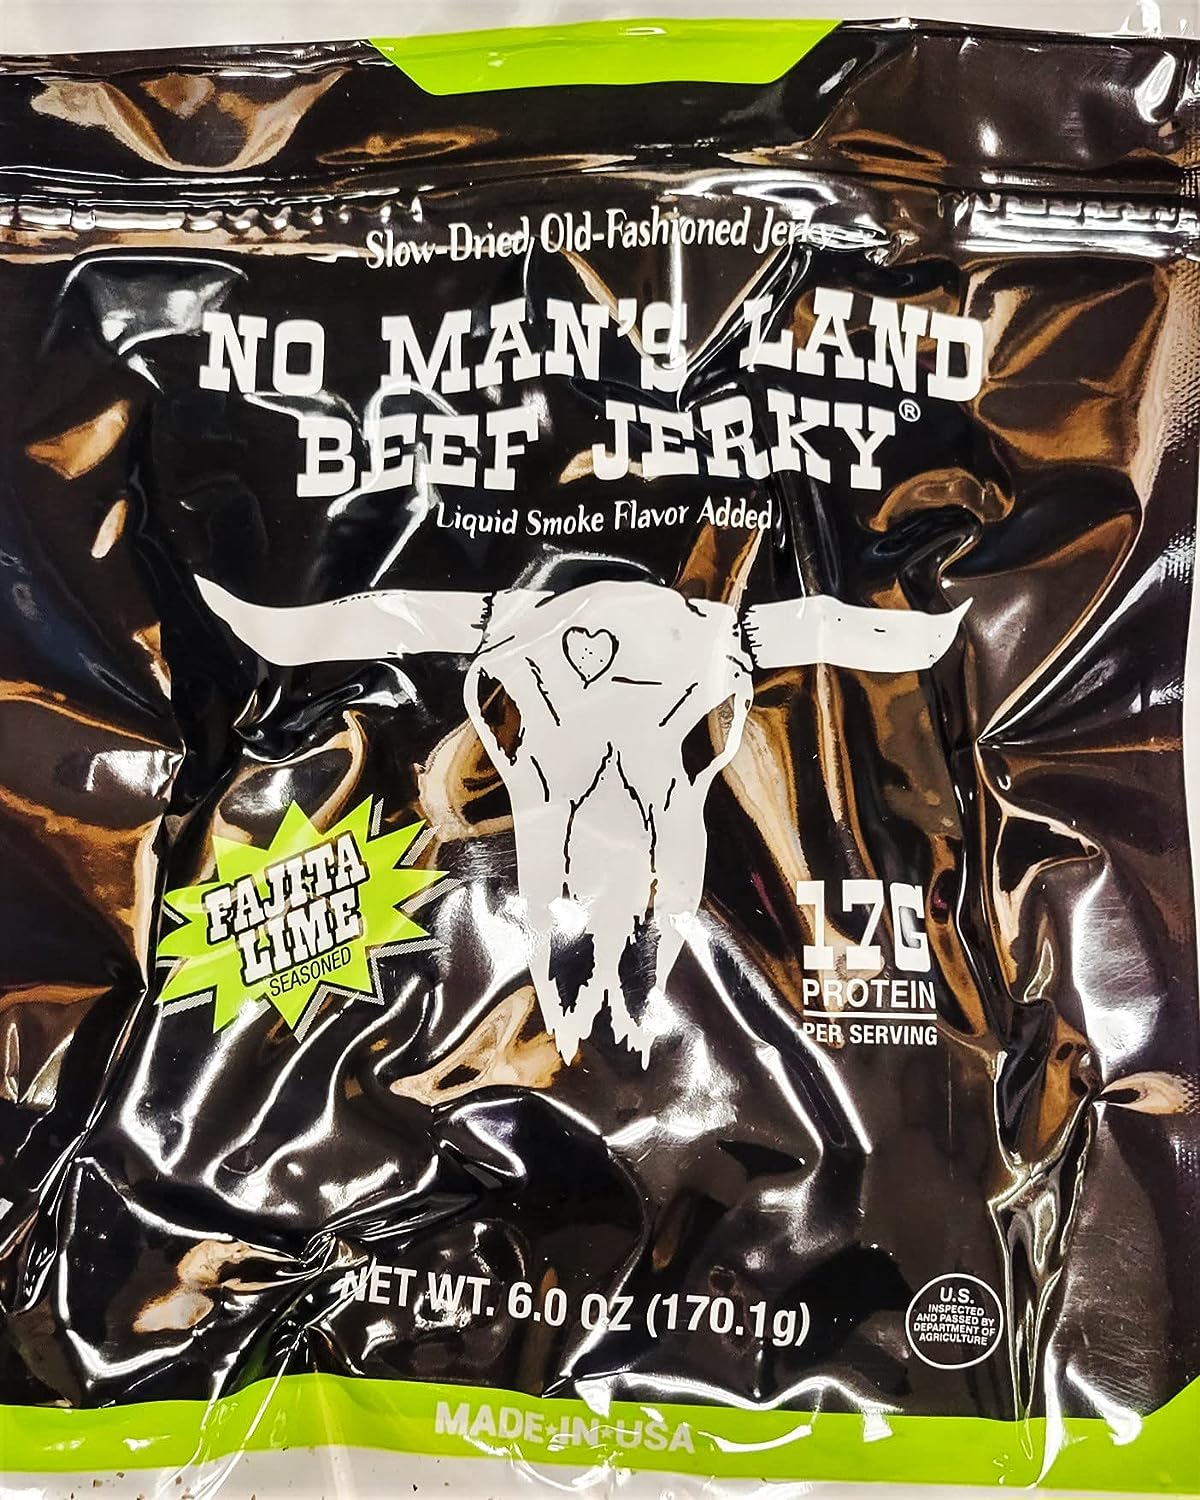 Slow-Dried, Old-Fashioned Jerky
NO MAN'S LAND
BEEF JERKY®
Liquid Smoke Flavor Added
FAJITA
LIME
SEASONED
17G
PROTEIN
PER SERVING
NET WT. 6.0 OZ (170.1g)
U.S.
INSPECTED
AND PASSED BY
DEPARTMENT OF
AGRICULTURE
MADE★IN★USA